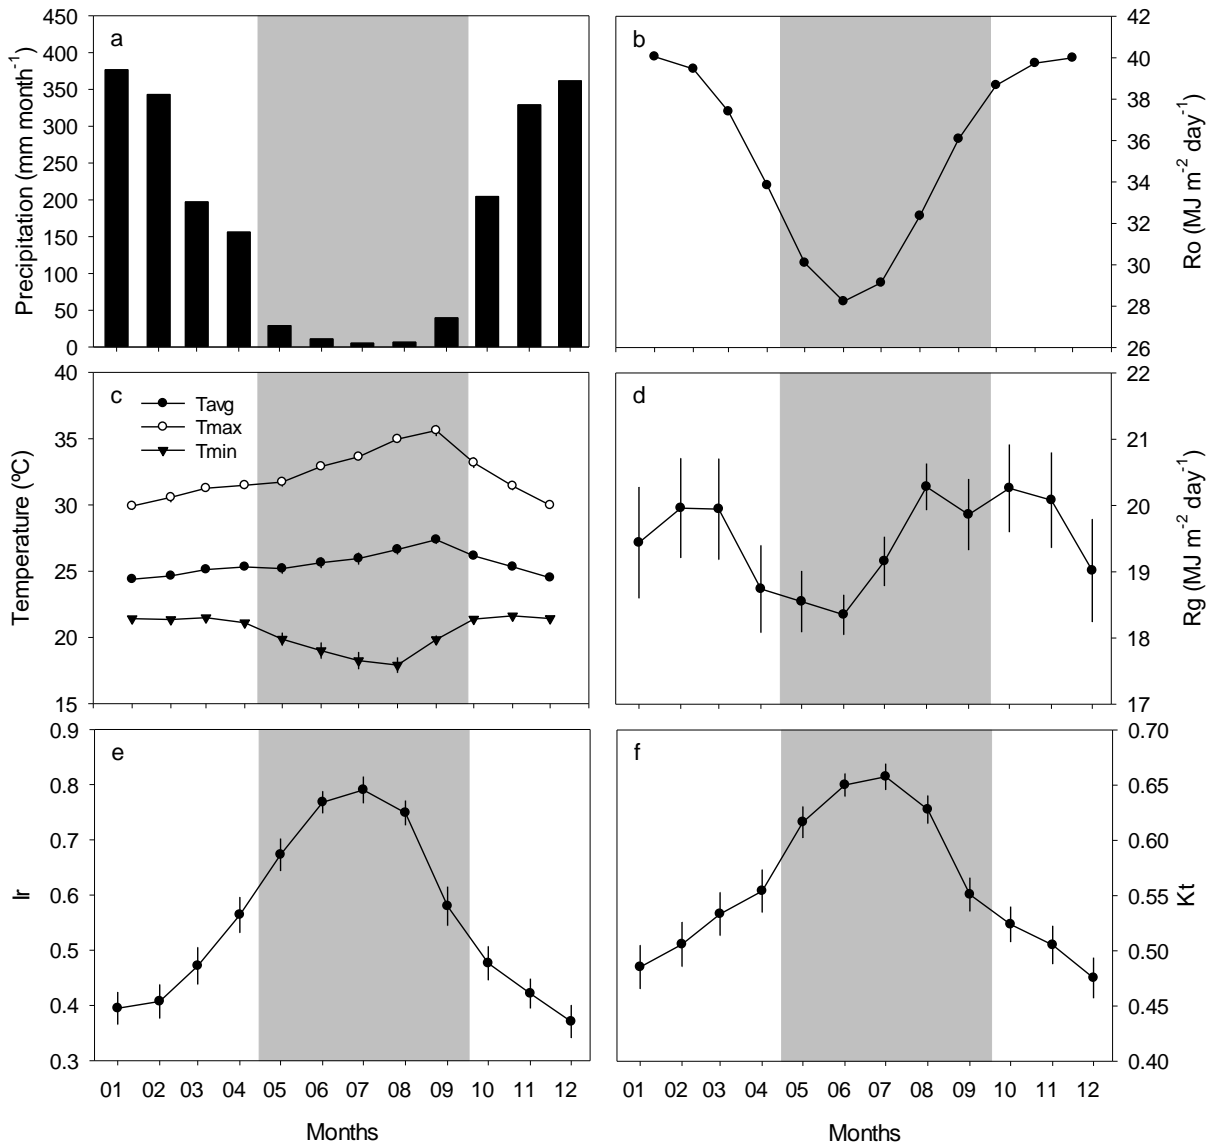 a
450
400
350
300
250
200
150
100
50
0
Precipitation (mm month⁻¹)
b
42
40
38
36
34
32
30
28
26
Ro (MJ m⁻² day⁻¹)
c
Tavg
Tmax
Tmin
40
35
30
25
20
15
Temperature (ºC)
d
22
21
20
19
18
17
Rg (MJ m⁻² day⁻¹)
e
0.9
0.8
0.7
0.6
0.5
0.4
0.3
Ir
01 02 03 04 05 06 07 08 09 10 11 12
Months
f
0.70
0.65
0.60
0.55
0.50
0.45
0.40
Kt
01 02 03 04 05 06 07 08 09 10 11 12
Months